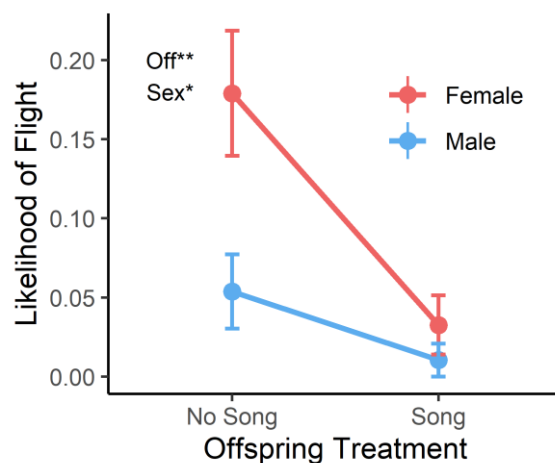 Likelihood of Flight
0.20
0.15
0.10
0.05
0.00
Off**
Sex*
Female
Male
No Song
Song
Offspring Treatment